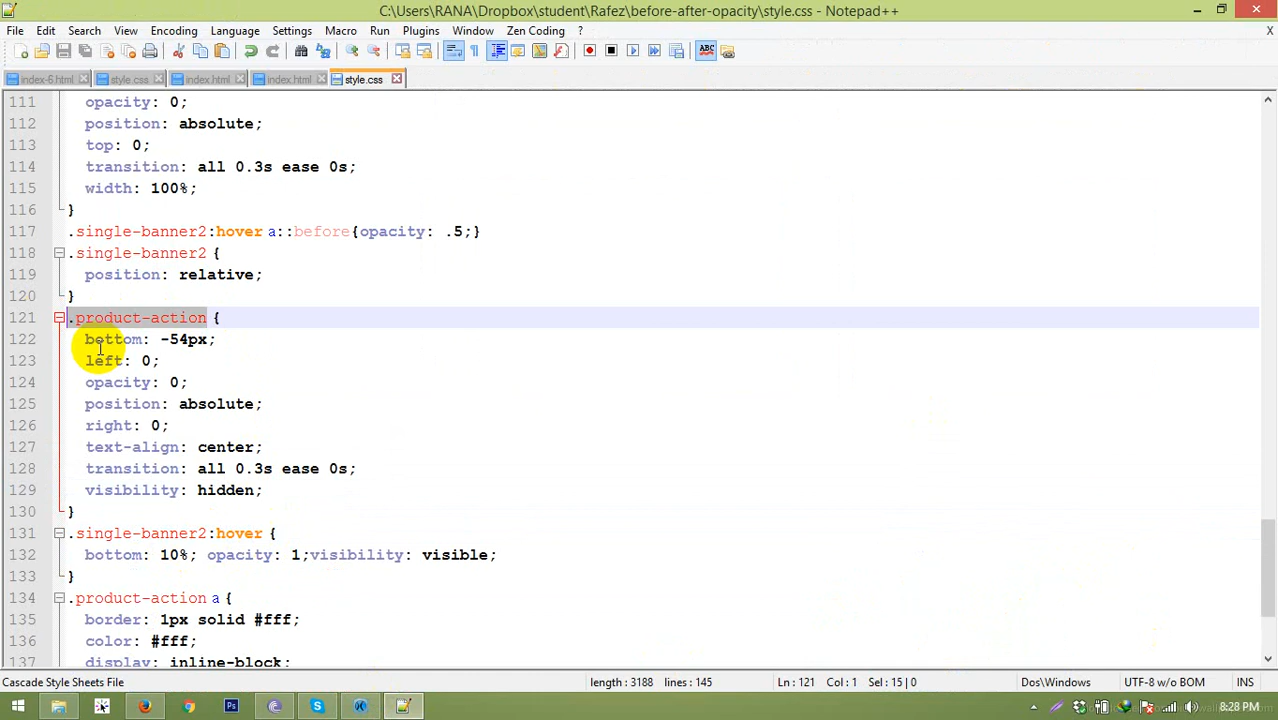 C:\Users\RANA\Dropbox\student\Rafez\before-after-opacity\style.css - Notepad++
File Edit Search View Encoding Language Settings Macro Run Plugins Window Zen Coding ? X
index-6.html style.css index.html index.html style.css
111 opacity: 0;
112 position: absolute;
113 top: 0;
114 transition: all 0.3s ease 0s;
115 width: 100%;
116 }
117 .single-banner2:hover a::before{opacity: .5;}
118 .single-banner2 {
119 position: relative;
120 }
121 .product-action {
122 bottom: -54px;
123 left: 0;
124 opacity: 0;
125 position: absolute;
126 right: 0;
127 text-align: center;
128 transition: all 0.3s ease 0s;
129 visibility: hidden;
130 }
131 .single-banner2:hover {
132 bottom: 10%; opacity: 1;visibility: visible;
133 }
134 .product-action a {
135 border: 1px solid #fff;
136 color: #fff;
137 display: inline-block;
Cascade Style Sheets File length : 3188 lines : 145 Ln : 121 Col : 1 Sel : 15 | 0 Dos\Windows UTF-8 w/o BOM INS
8:28 PM